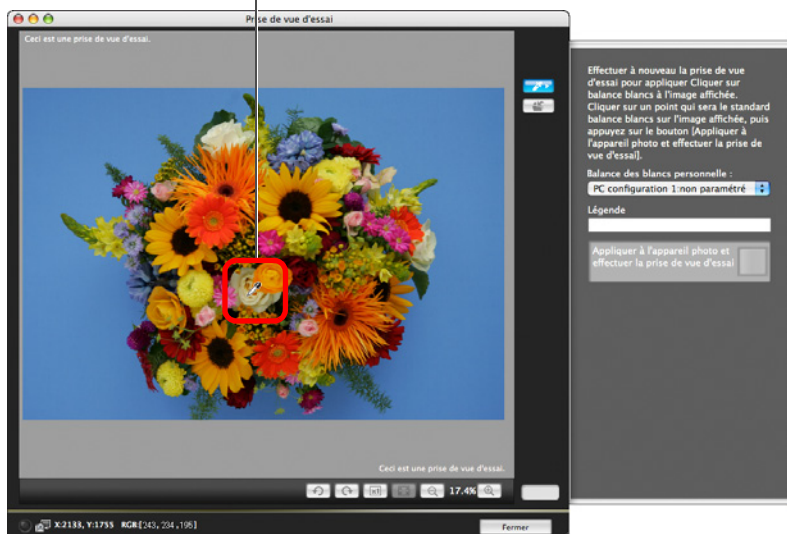 Prise de vue d'essai
Ceci est une prise de vue d'essai.
Effectuer à nouveau la prise de vue
d'essai pour appliquer Cliquer sur
balance blancs à l'image affichée.
Cliquer sur un point qui sera le standard
balance blancs sur l'image affichée, puis
appuyez sur le bouton [Appliquer à
l'appareil photo et effectuer la prise de
vue d'essai].
Balance des blancs personnelle :
PC configuration 1:non paramétré
Légende
Appliquer à l'appareil photo et
effectuer la prise de vue d'essai
Ceci est une prise de vue d'essai.
x1
17.4%
X:2133, Y:1755 RGB[243, 234, 195]
Fermer